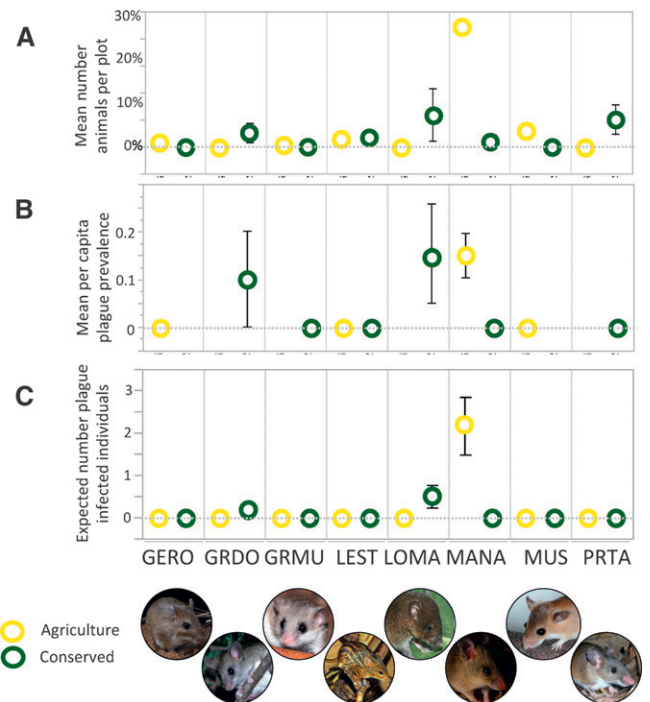 A
Mean number
animals per plot
30%
20%
10%
0%
B
Mean per capita
plague prevalence
0.2
0.1
0
C
Expected number plague
infected individuals
3
2
1
0
GERO GRDO GRMU LEST LOMA MANA MUS PRTA
Agriculture
Conserved